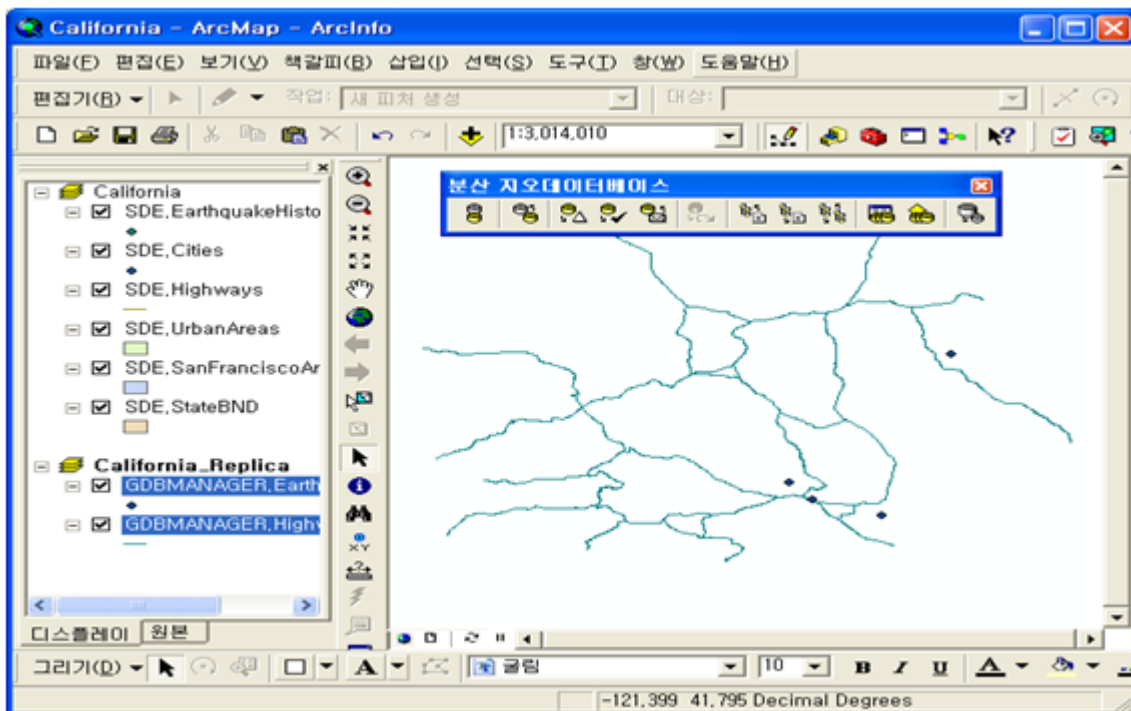 California - ArcMap - ArcInfo
파일(F) 편집(E) 보기(V) 책갈피(B) 삽입(I) 선택(S) 도구(T) 창(W) 도움말(H)
편집기(R) 작업: 새 피처 생성 대상:
1:3,014,010
분산 지오데이터베이스
California
SDE.EarthquakeHisto
SDE.Cities
SDE.Highways
SDE.UrbanAreas
SDE.SanFranciscoAr
SDE.StateBND
California_Replica
GDBMANAGER.Earth
GDBMANAGER.Highw
XY
디스플레이 원본
그리기(D) A 굴림 10 B I U A
-121.399 41.795 Decimal Degrees